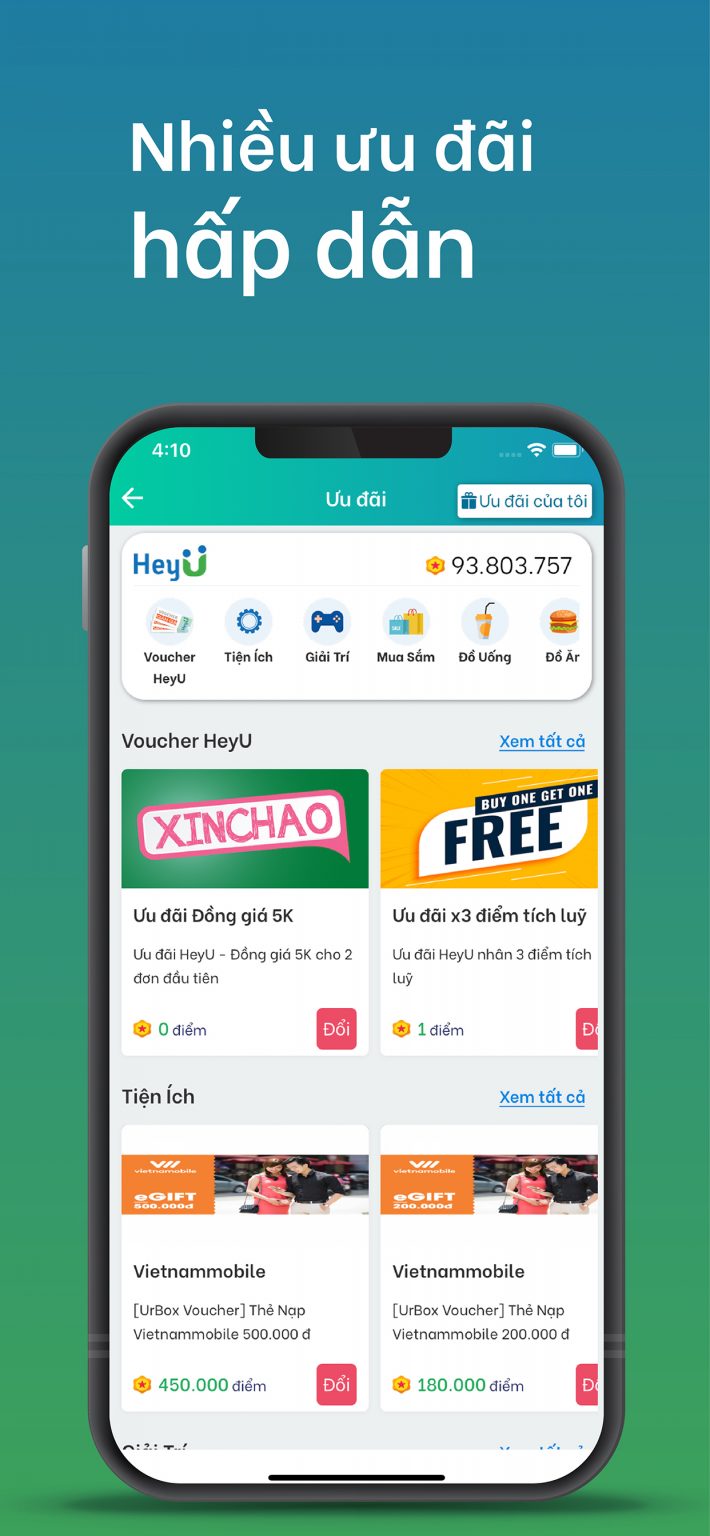 Nhiều ưu đãi
hấp dẫn
4:10
Ưu đãi
Ưu đãi của tôi
HeyU
93.803.757
Voucher HeyU
Tiện Ích
Giải Trí
Mua Sắm
Đồ Uống
Đồ Ăn
Voucher HeyU
Xem tất cả
XINCHAO
BUY ONE GET ONE
FREE
Ưu đãi Đồng giá 5K
Ưu đãi HeyU - Đồng giá 5K cho 2
đơn đầu tiên
0 điểm
Đổi
Ưu đãi x3 điểm tích luỹ
Ưu đãi HeyU nhân 3 điểm tích
luỹ
1 điểm
Tiện Ích
Xem tất cả
vietnamobile
eGIFT
500.000đ
vietnamobile
eGIFT
200.000đ
Vietnammobile
[UrBox Voucher] Thẻ Nạp
Vietnammobile 500.000 đ
450.000 điểm
Đổi
Vietnammobile
[UrBox Voucher] Thẻ Nạp
Vietnammobile 200.000 đ
180.000 điểm